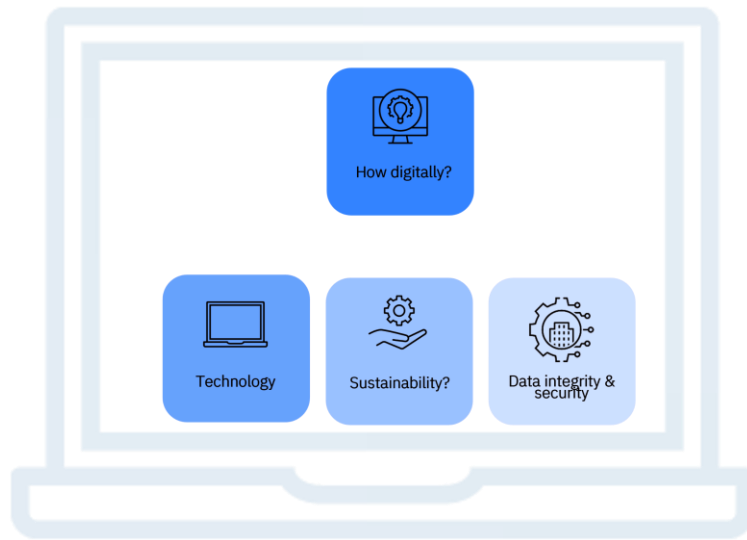 How digitally?
Technology
Sustainability?
Data integrity &
security